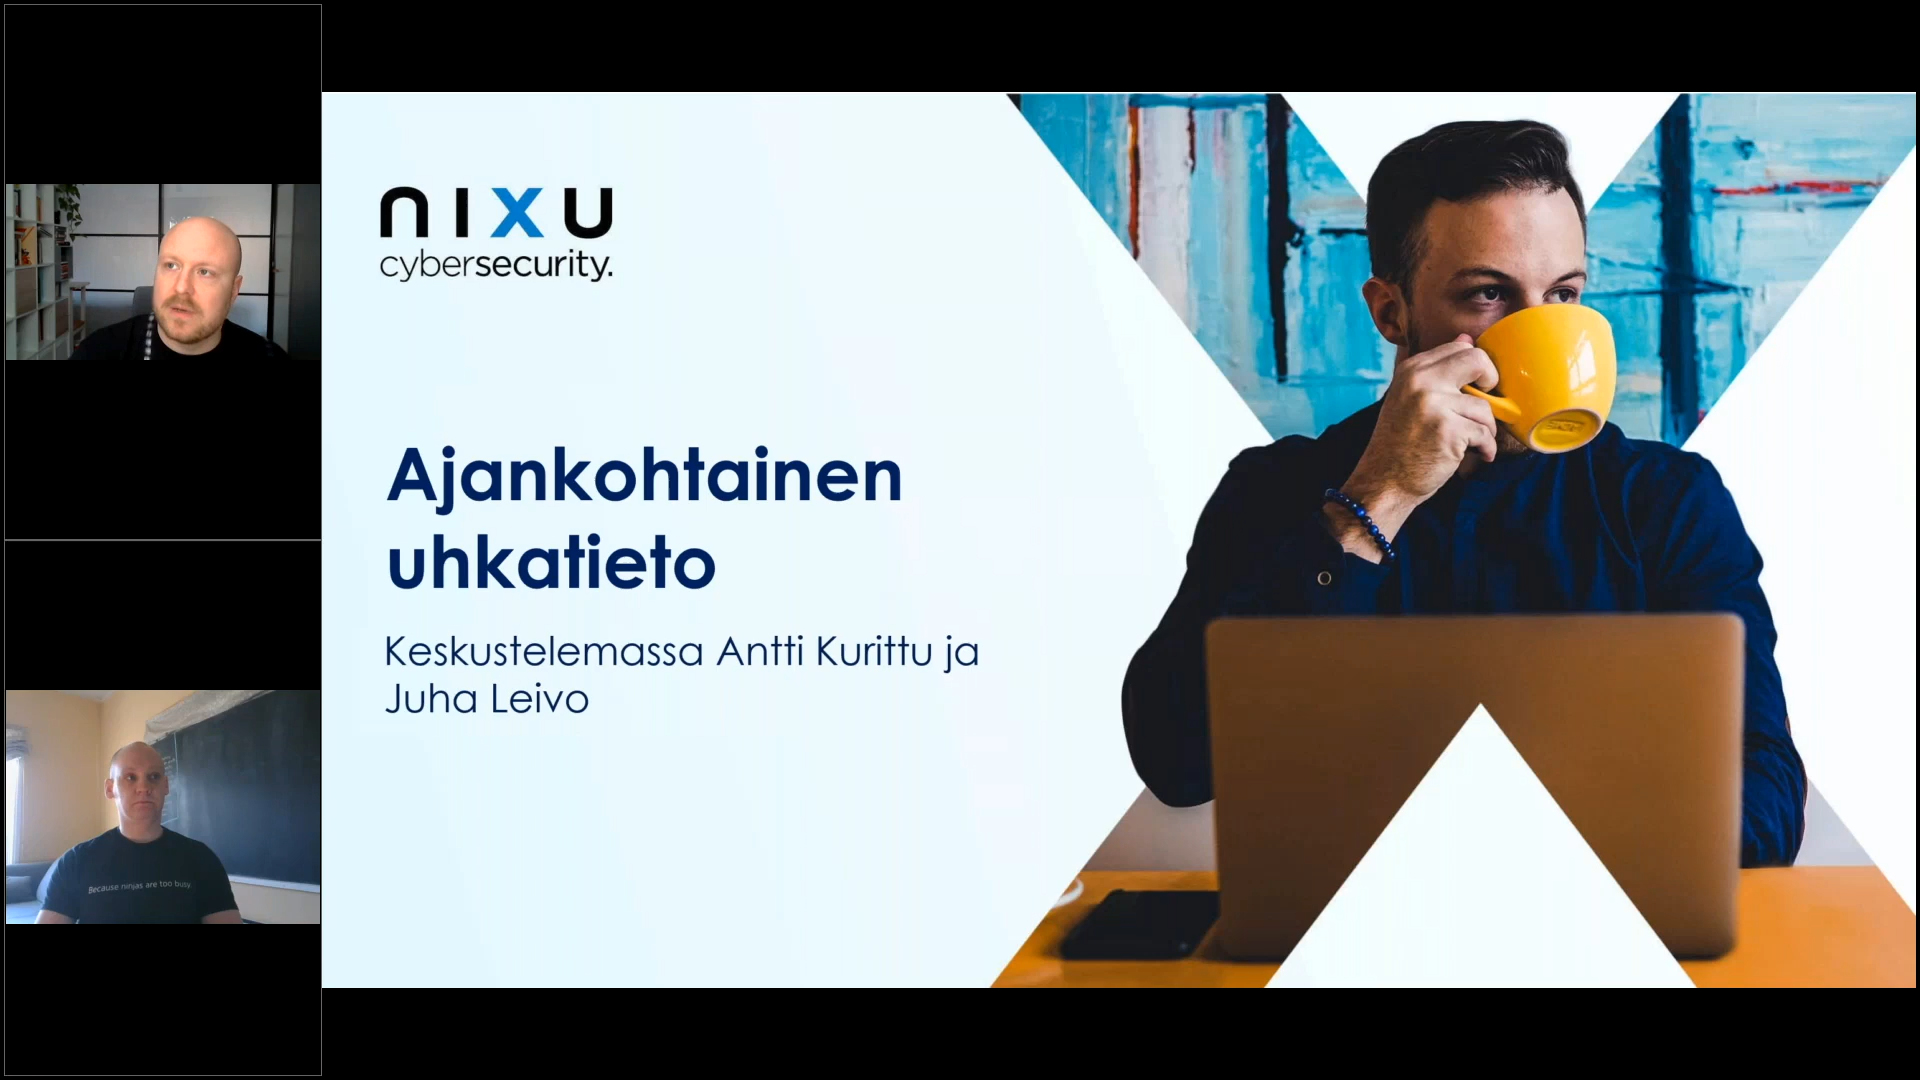 nixu
cybersecurity.
Ajankohtainen
uhkatieto
Keskustelemassa Antti Kurittu ja
Juha Leivo
Because ninjas are too busy.